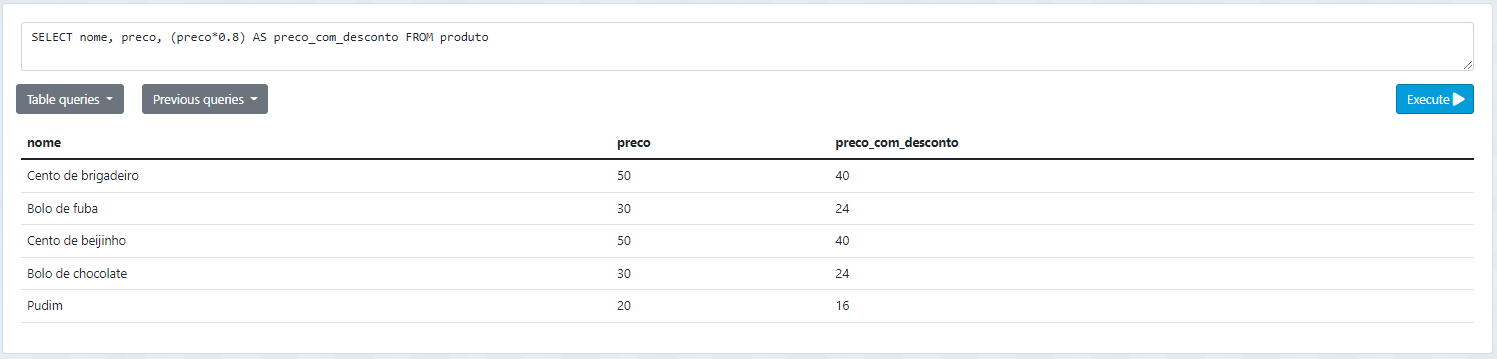 SELECT nome, preco, (preco*0.8) AS preco_com_desconto FROM produto
Table queries Previous queries Execute
nome preco preco_com_desconto
Cento de brigadeiro 50 40
Bolo de fuba 30 24
Cento de beijinho 50 40
Bolo de chocolate 30 24
Pudim 20 16